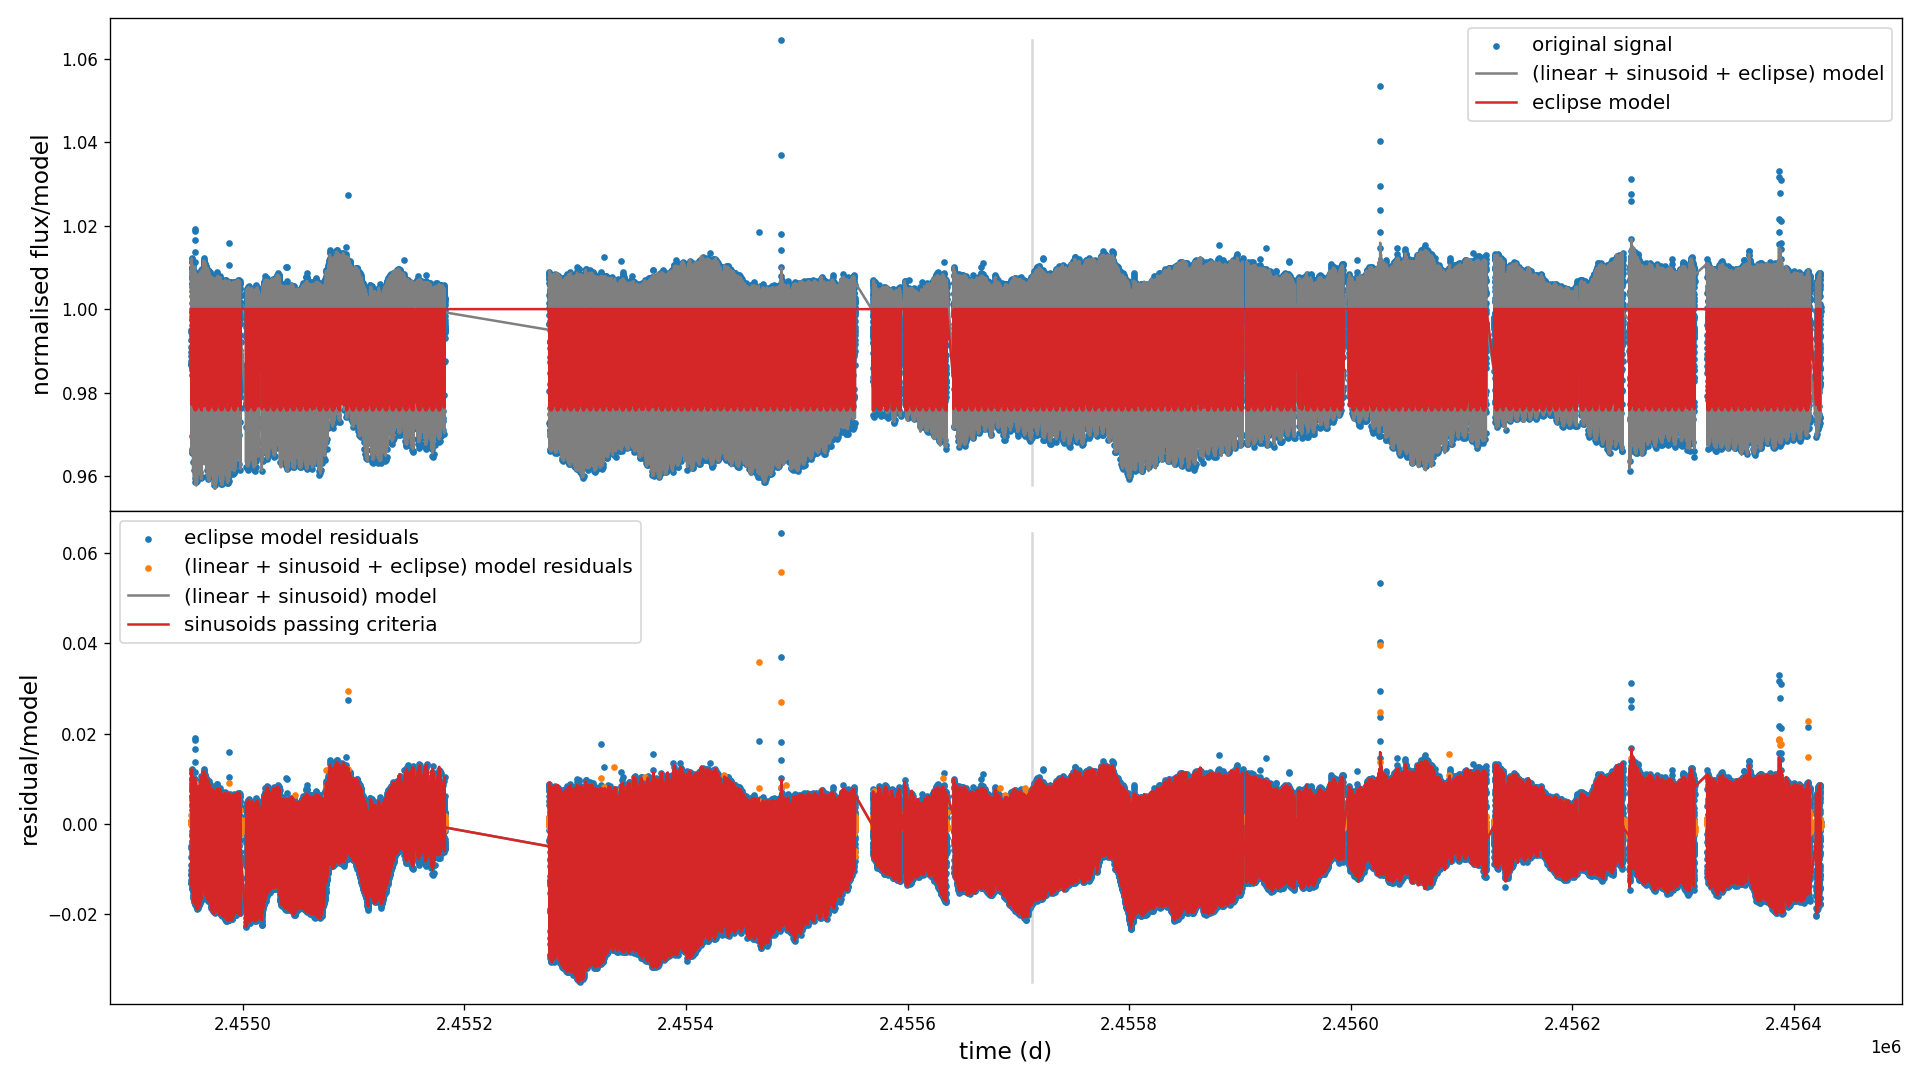 original signal
(linear + sinusoid + eclipse) model
eclipse model
normalised flux/model
1.06
1.04
1.02
1.00
0.98
0.96
eclipse model residuals
(linear + sinusoid + eclipse) model residuals
(linear + sinusoid) model
sinusoids passing criteria
residual/model
0.06
0.04
0.02
0.00
−0.02
2.4550 2.4552 2.4554 2.4556 2.4558 2.4560 2.4562 2.4564
time (d)
1e6